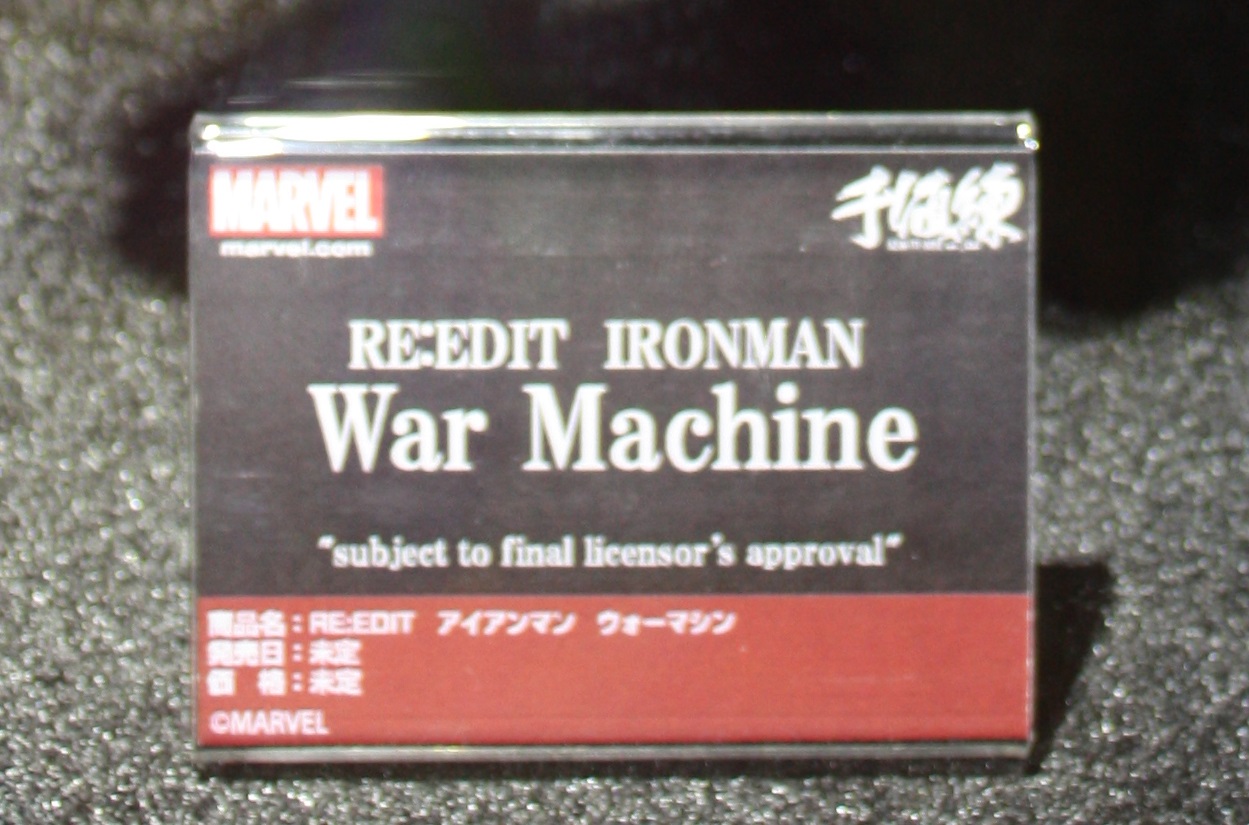 MARVEL
marvel.com
千値練
RE:EDIT IRONMAN
War Machine
"subject to final licensor's approval"
商品名：RE:EDIT アイアンマン ウォーマシン
発売日：未定
価 格：未定
©MARVEL